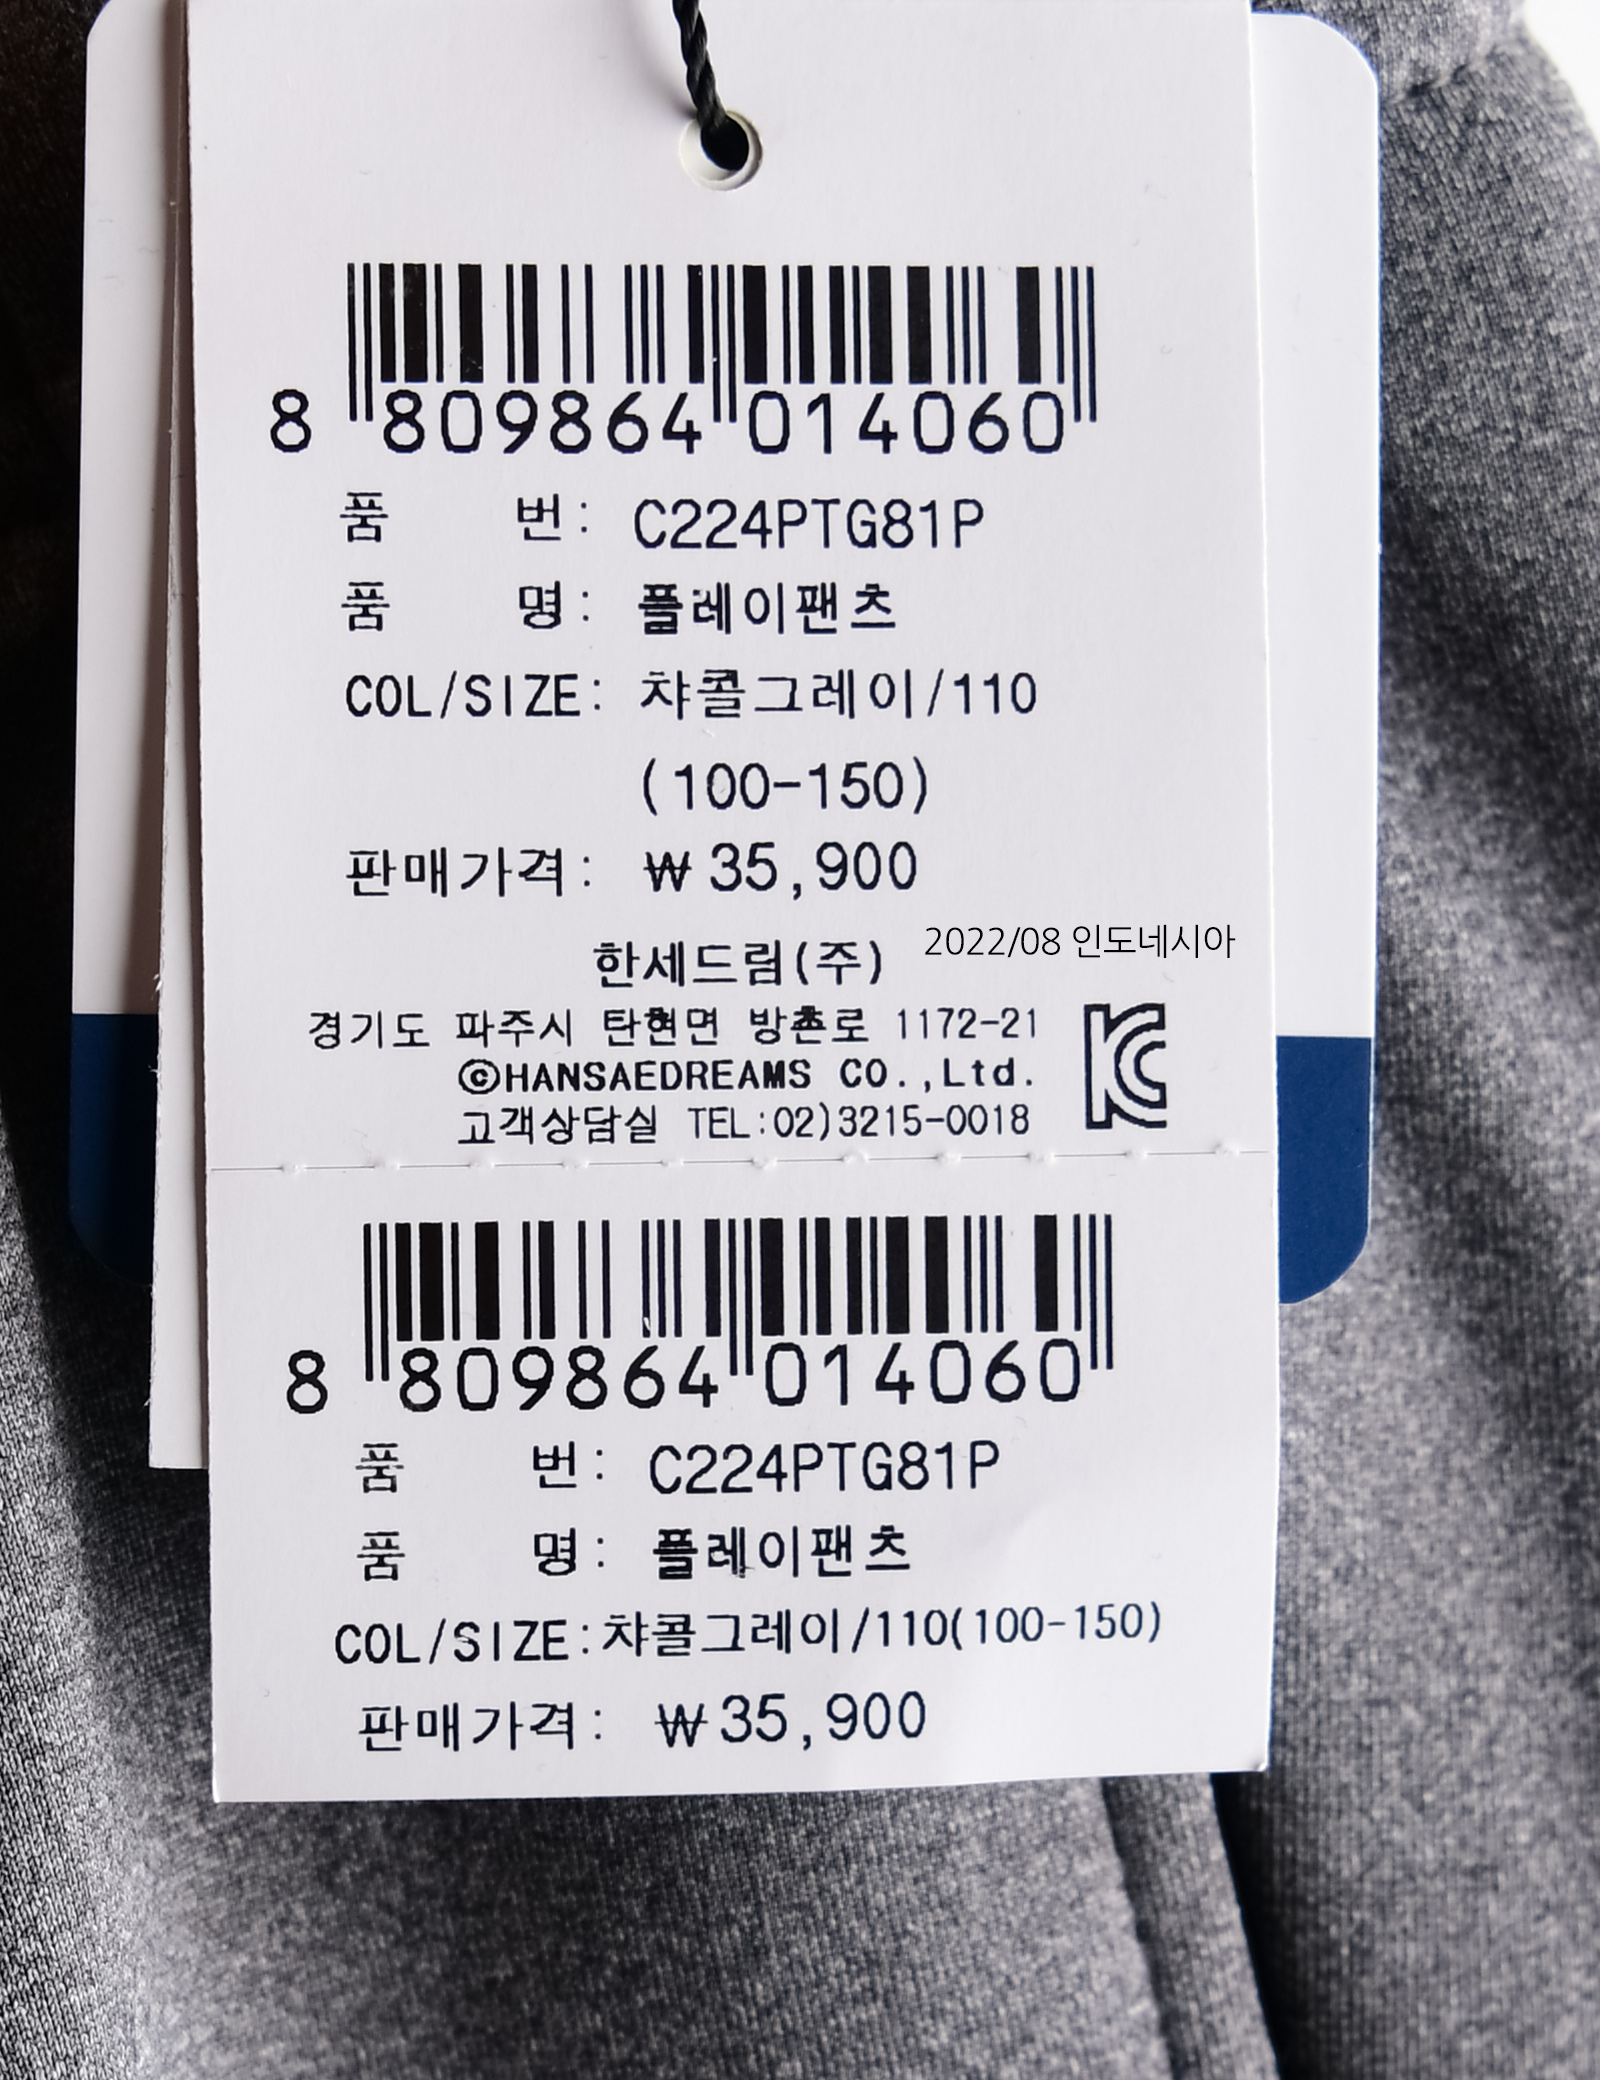 8 809864 014060
품 번: C224PTG81P
품 명: 플레이팬츠
COL/SIZE: 챠콜그레이/110
(100-150)
판매가격: ₩35,900
2022/08 인도네시아
한세드림(주)
경기도 파주시 탄현면 방촌로 1172-21
©HANSAEDREAMS CO.,Ltd.
고객상담실 TEL:02)3215-0018
8 809864 014060
품 번: C224PTG81P
품 명: 플레이팬츠
COL/SIZE:챠콜그레이/110(100-150)
판매가격: ₩35,900